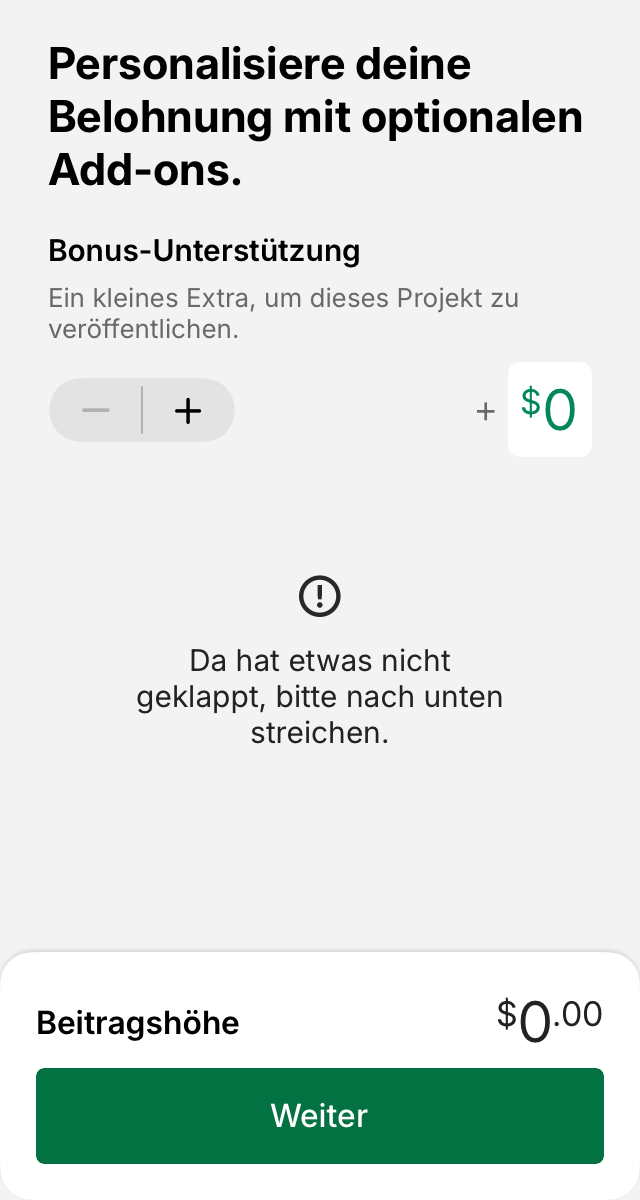 Personalisiere deine
Belohnung mit optionalen
Add-ons.
Bonus-Unterstützung
Ein kleines Extra, um dieses Projekt zu
veröffentlichen.
− + + $0
Da hat etwas nicht
geklappt, bitte nach unten
streichen.
Beitragshöhe $0.00
Weiter